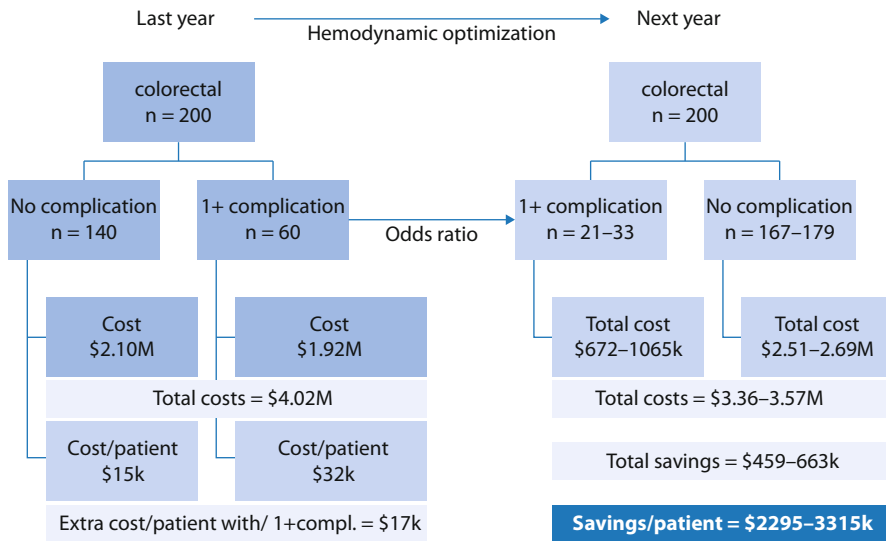 Last year
Hemodynamic optimization
Next year
colorectal
n = 200
colorectal
n = 200
No complication
n = 140
1+ complication
n = 60
Odds ratio
1+ complication
n = 21–33
No complication
n = 167–179
Cost
$2.10M
Cost
$1.92M
Total cost
$672–1065k
Total cost
$2.51–2.69M
Total costs = $4.02M
Total costs = $3.36–3.57M
Cost/patient
$15k
Cost/patient
$32k
Total savings = $459–663k
Extra cost/patient with/ 1+compl. = $17k
Savings/patient = $2295–3315k